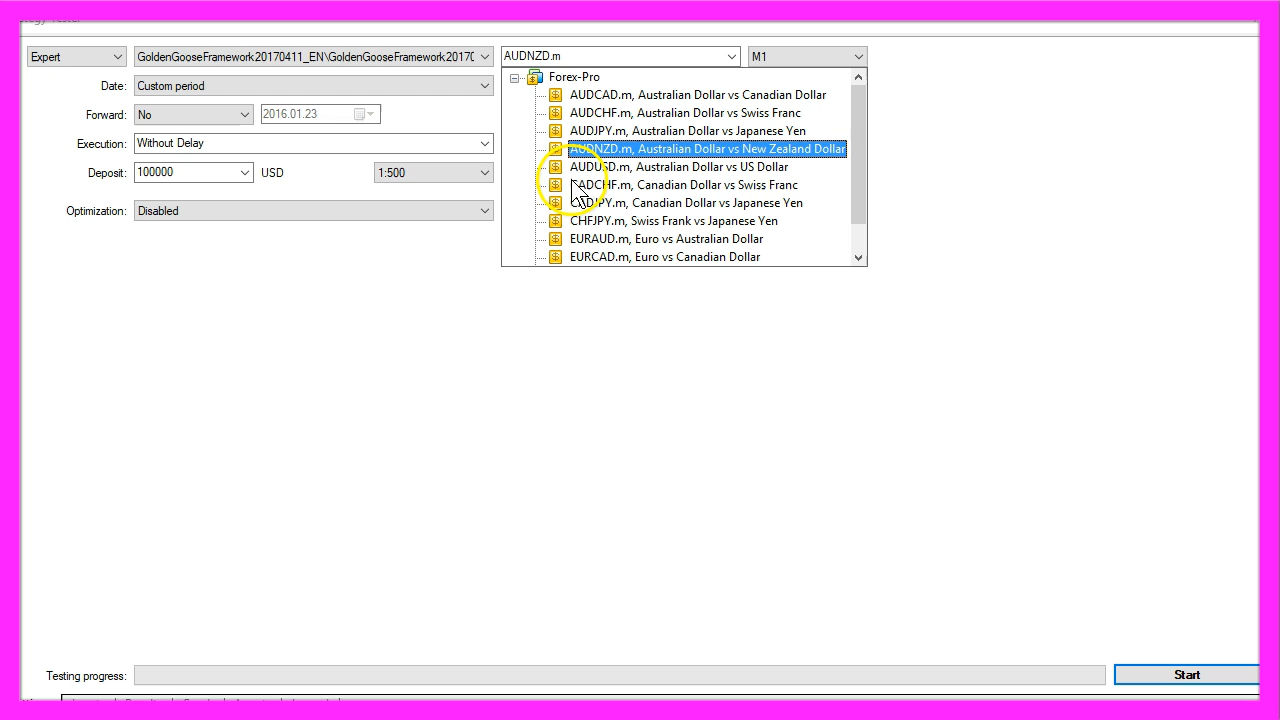 Expert
GoldenGooseFramework20170411_EN\GoldenGooseFramework2017(
AUDNZD.m
M1
Date:
Custom period
Forward:
No
2016.01.23
Execution:
Without Delay
Deposit:
100000
USD
1:500
Optimization:
Disabled
Forex-Pro
AUDCAD.m, Australian Dollar vs Canadian Dollar
AUDCHF.m, Australian Dollar vs Swiss Franc
AUDJPY.m, Australian Dollar vs Japanese Yen
AUDNZD.m, Australian Dollar vs New Zealand Dollar
AUDUSD.m, Australian Dollar vs US Dollar
CADCHF.m, Canadian Dollar vs Swiss Franc
CADJPY.m, Canadian Dollar vs Japanese Yen
CHFJPY.m, Swiss Frank vs Japanese Yen
EURAUD.m, Euro vs Australian Dollar
EURCAD.m, Euro vs Canadian Dollar
Testing progress:
Start